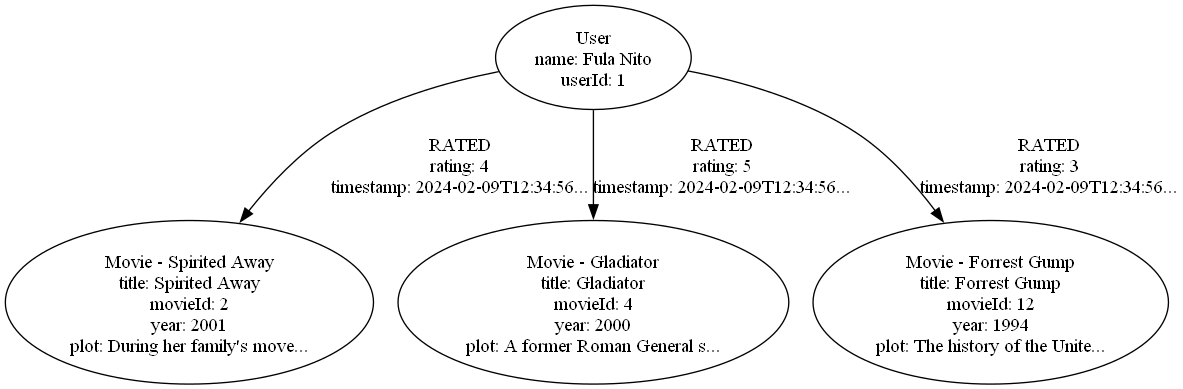 User
name: Fula Nito
userId: 1
RATED
rating: 4
timestamp: 2024-02-09T12:34:56...
RATED
rating: 5
timestamp: 2024-02-09T12:34:56...
RATED
rating: 3
timestamp: 2024-02-09T12:34:56...
Movie - Spirited Away
title: Spirited Away
movieId: 2
year: 2001
plot: During her family's move...
Movie - Gladiator
title: Gladiator
movieId: 4
year: 2000
plot: A former Roman General s...
Movie - Forrest Gump
title: Forrest Gump
movieId: 12
year: 1994
plot: The history of the Unite...